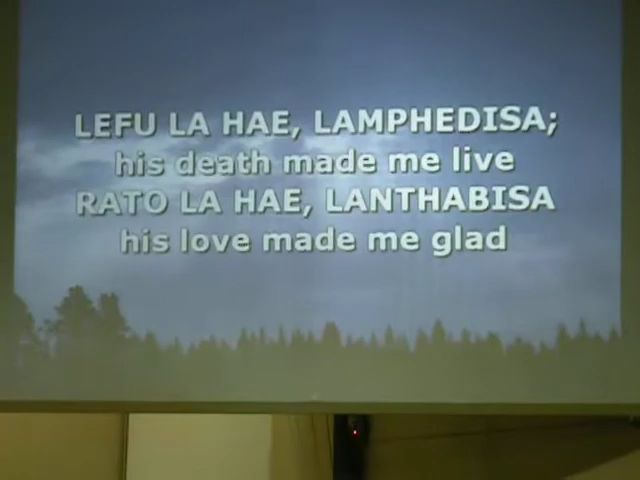 LEFU LA HAE, LAMPHEDISA;
his death made me live
RATO LA HAE, LANTHABISA
his love made me glad